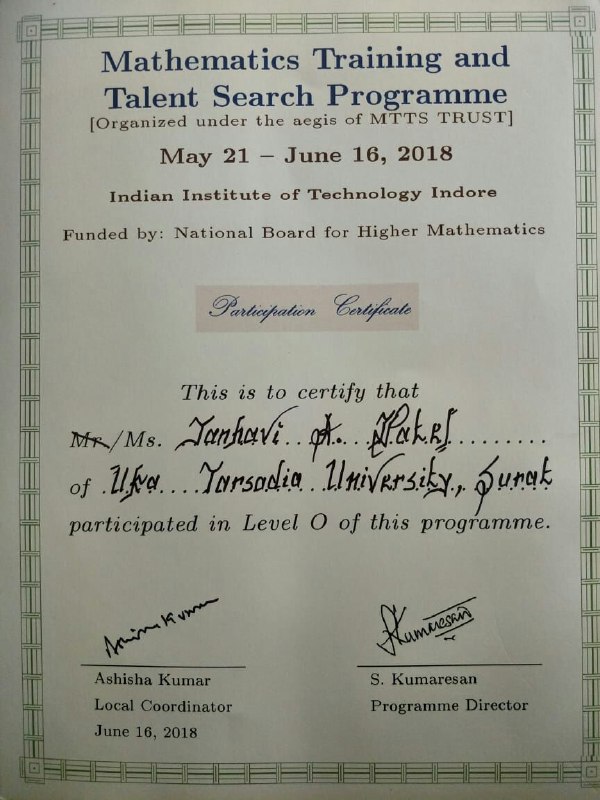 Mathematics Training and
Talent Search Programme
[Organized under the aegis of MTTS TRUST]
May 21 – June 16, 2018
Indian Institute of Technology Indore
Funded by: National Board for Higher Mathematics
Participation Certificate
This is to certify that
Mr./Ms. Janhavi A. Patel
of Uka Tarsadia University, Surat
participated in Level O of this programme.
Ashisha Kumar
SKumaresan
Ashisha Kumar
S. Kumaresan
Local Coordinator
Programme Director
June 16, 2018